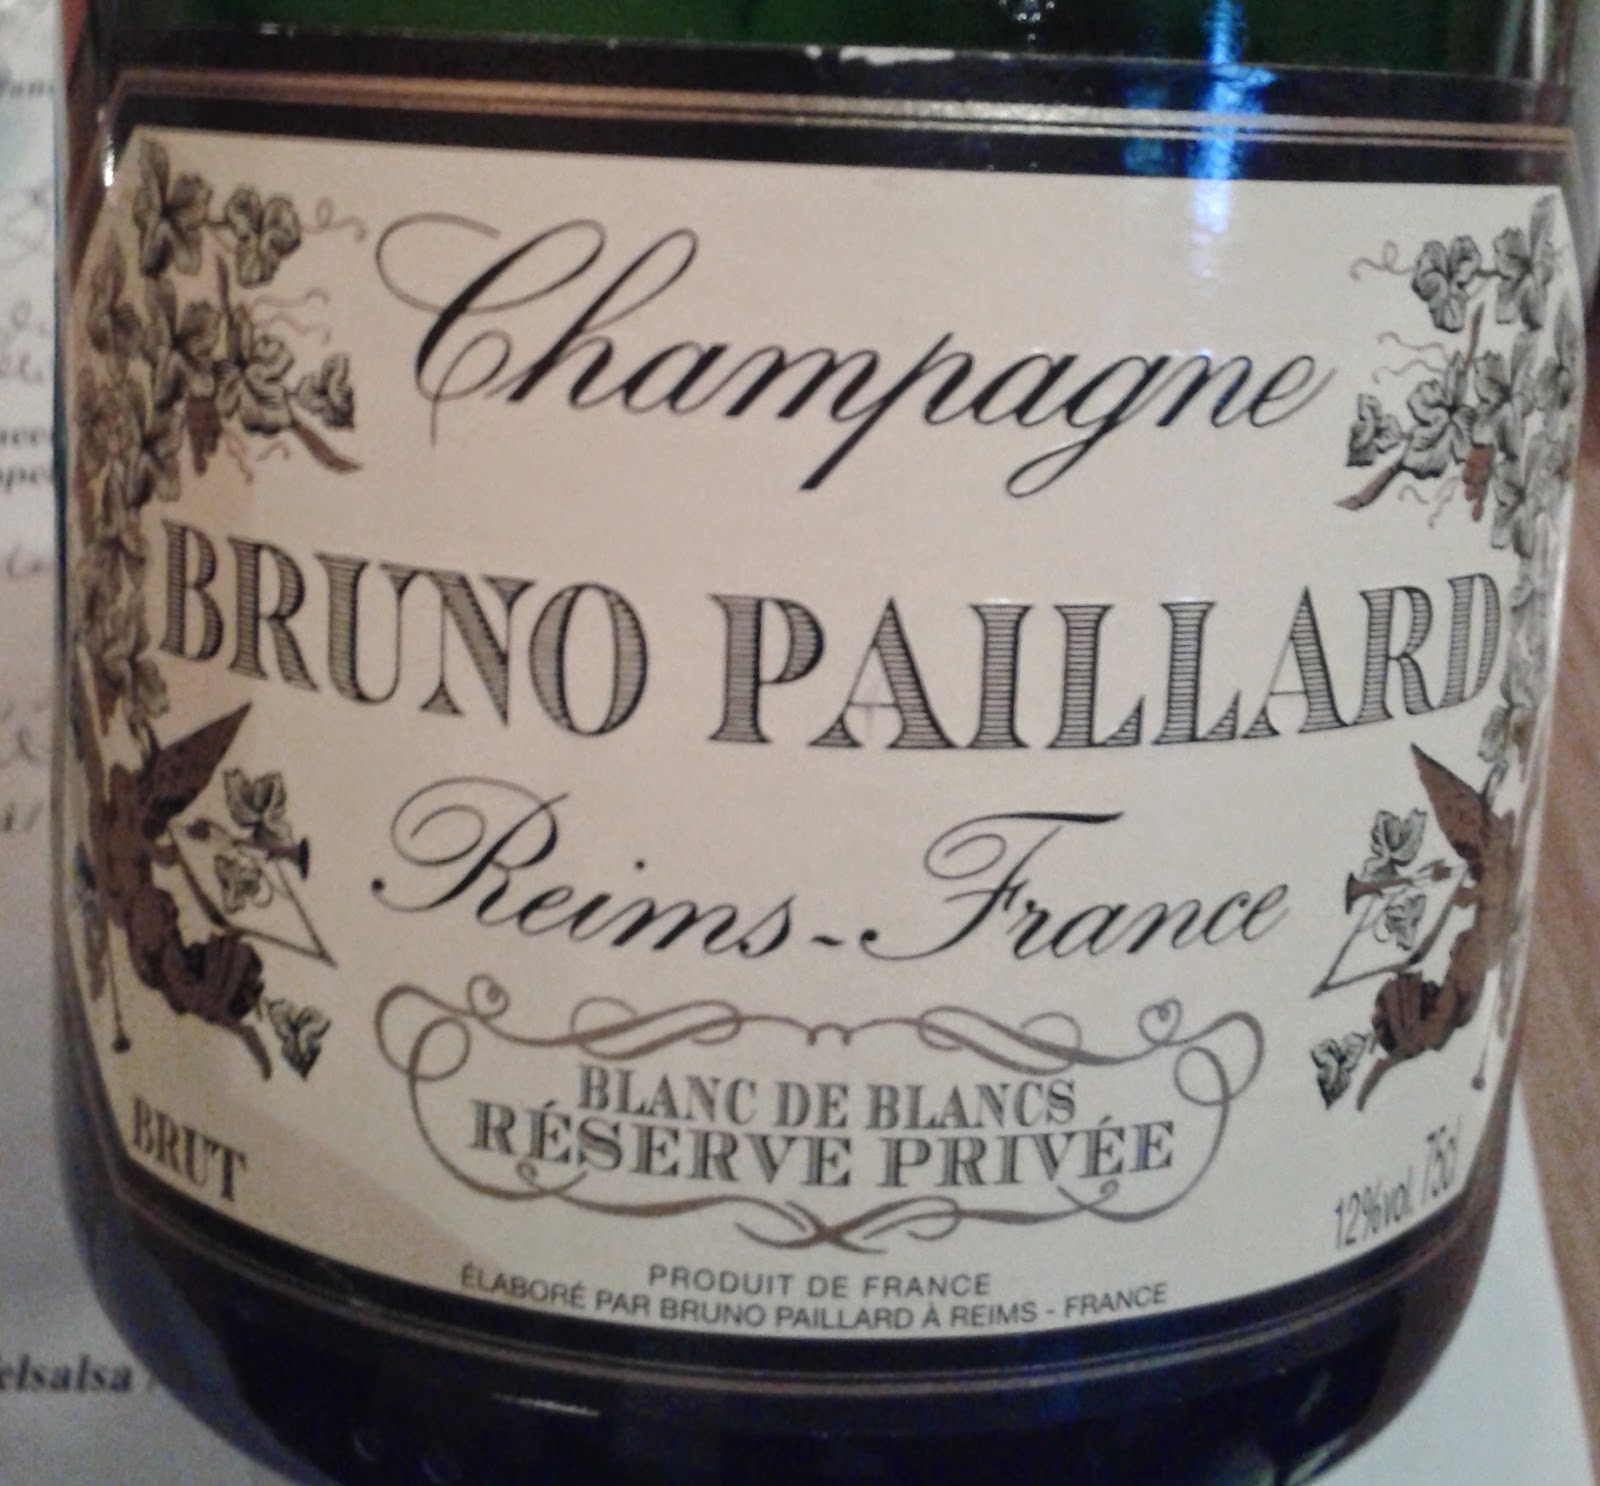 Champagne
BRUNO PAILLARD
Reims-France
BLANC DE BLANCS
RÉSERVE PRIVÉE
BRUT
12%vol. 75cl
PRODUIT DE FRANCE
ÉLABORÉ PAR BRUNO PAILLARD À REIMS - FRANCE
elsalsa